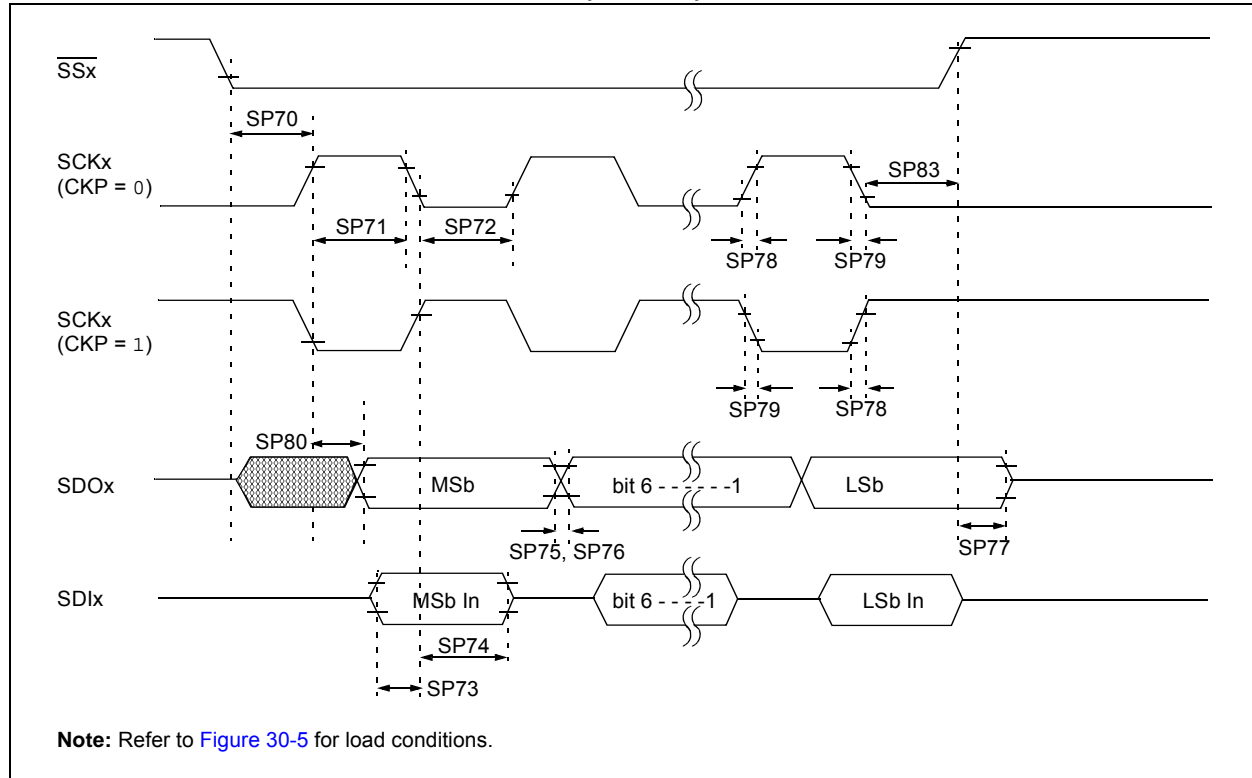 SSx
SP70
SCKx
(CKP = 0)
SP83
SP71
SP72
SP78
SP79
SCKx
(CKP = 1)
SP79
SP78
SP80
SDOx
MSb
bit 6 - - - - - -1
LSb
SP75, SP76
SP77
SDIx
MSb In
bit 6 - - - -1
LSb In
SP74
SP73
Note: Refer to Figure 30-5 for load conditions.